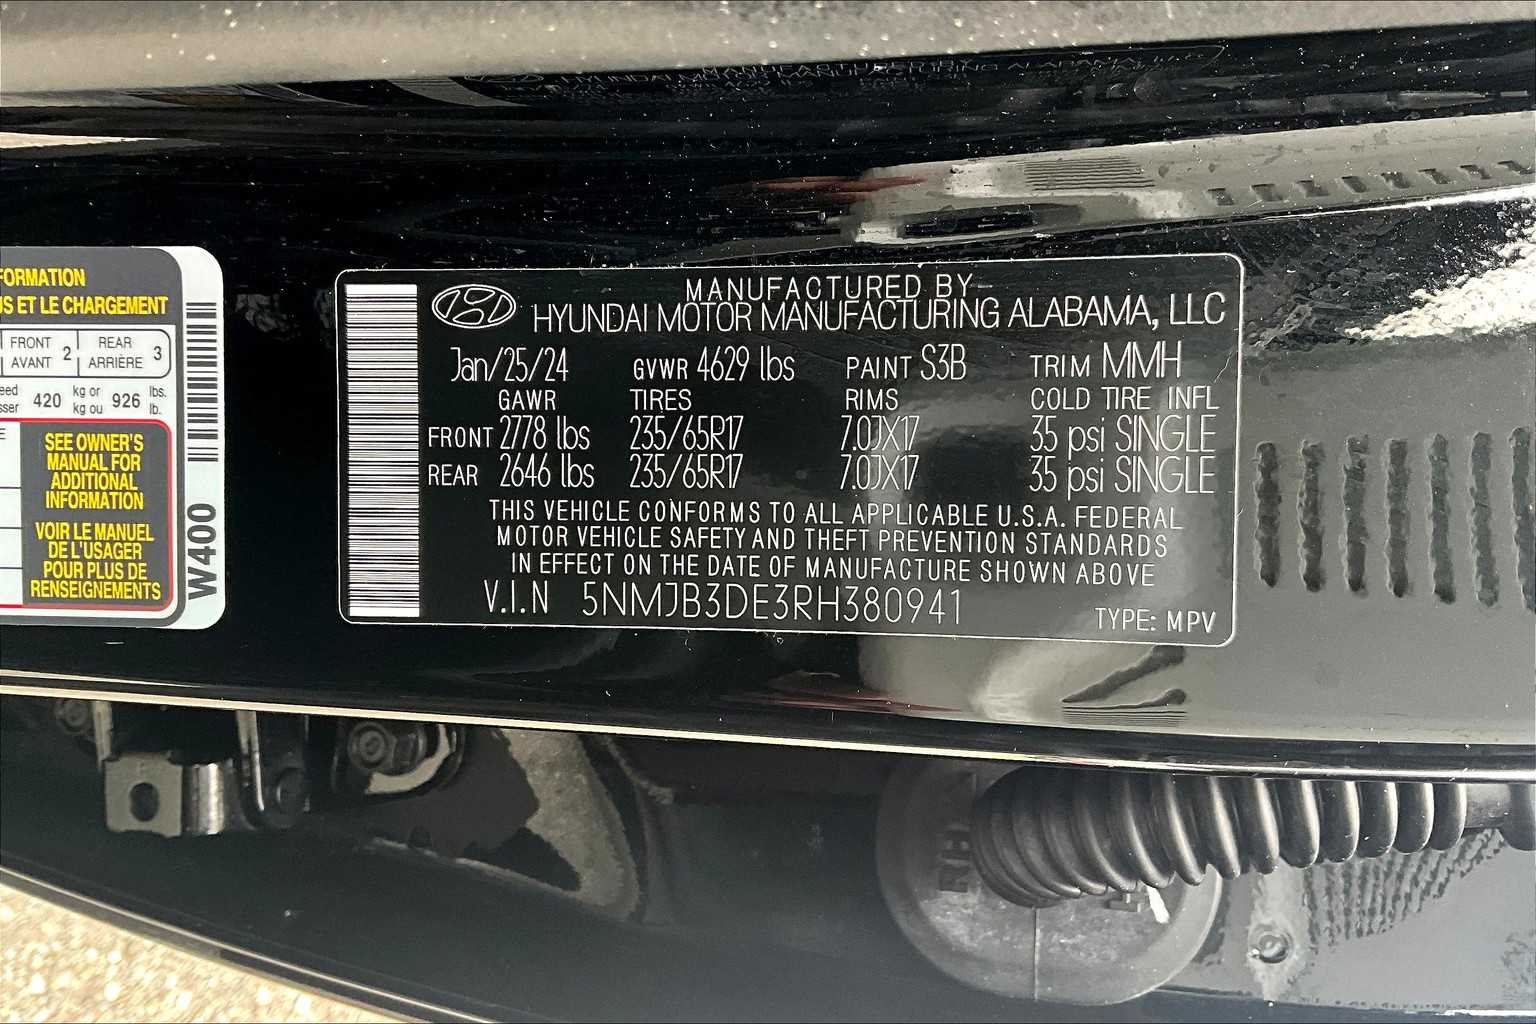 FORMATION
US ET LE CHARGEMENT
FRONT AVANT 2 REAR ARRIÈRE 3
420 kg or kg ou 926 lbs. lb.
SEE OWNER'S
MANUAL FOR
ADDITIONAL
INFORMATION
VOIR LE MANUEL
DE L'USAGER
POUR PLUS DE
RENSEIGNEMENTS
W400
MANUFACTURED BY
HYUNDAI MOTOR MANUFACTURING ALABAMA, LLC
Jan/25/24 GVWR 4629 lbs PAINT S3B TRIM MMH
GAWR TIRES RIMS COLD TIRE INFL
FRONT 2778 lbs 235/65R17 7.0JX17 35 psi SINGLE
REAR 2646 lbs 235/65R17 7.0JX17 35 psi SINGLE
THIS VEHICLE CONFORMS TO ALL APPLICABLE U.S.A. FEDERAL
MOTOR VEHICLE SAFETY AND THEFT PREVENTION STANDARDS
IN EFFECT ON THE DATE OF MANUFACTURE SHOWN ABOVE
V.I.N 5NMJB3DE3RH380941
TYPE: MPV
RH